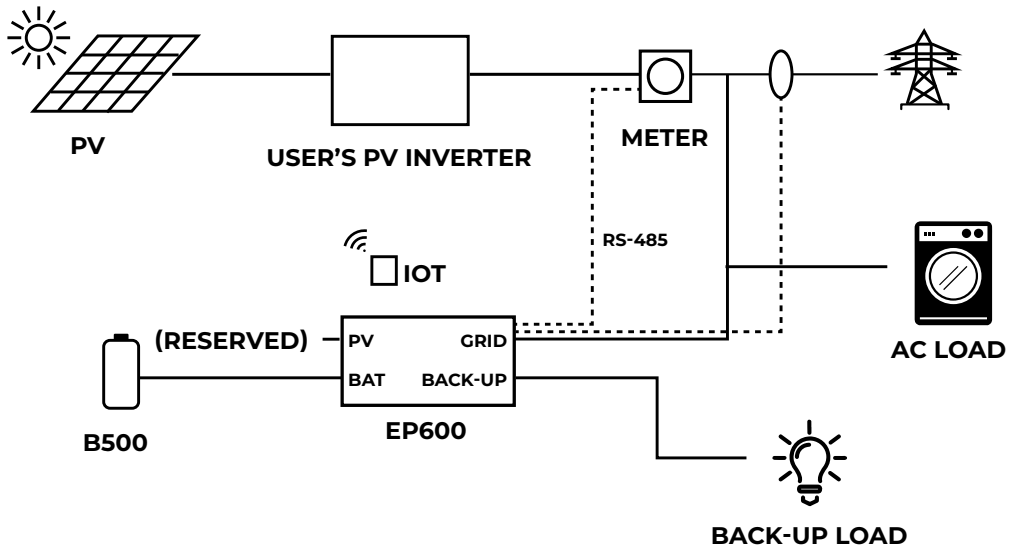 PV
USER'S PV INVERTER
METER
RS-485
IOT
(RESERVED)
PV
GRID
BAT
BACK-UP
EP600
B500
AC LOAD
BACK-UP LOAD